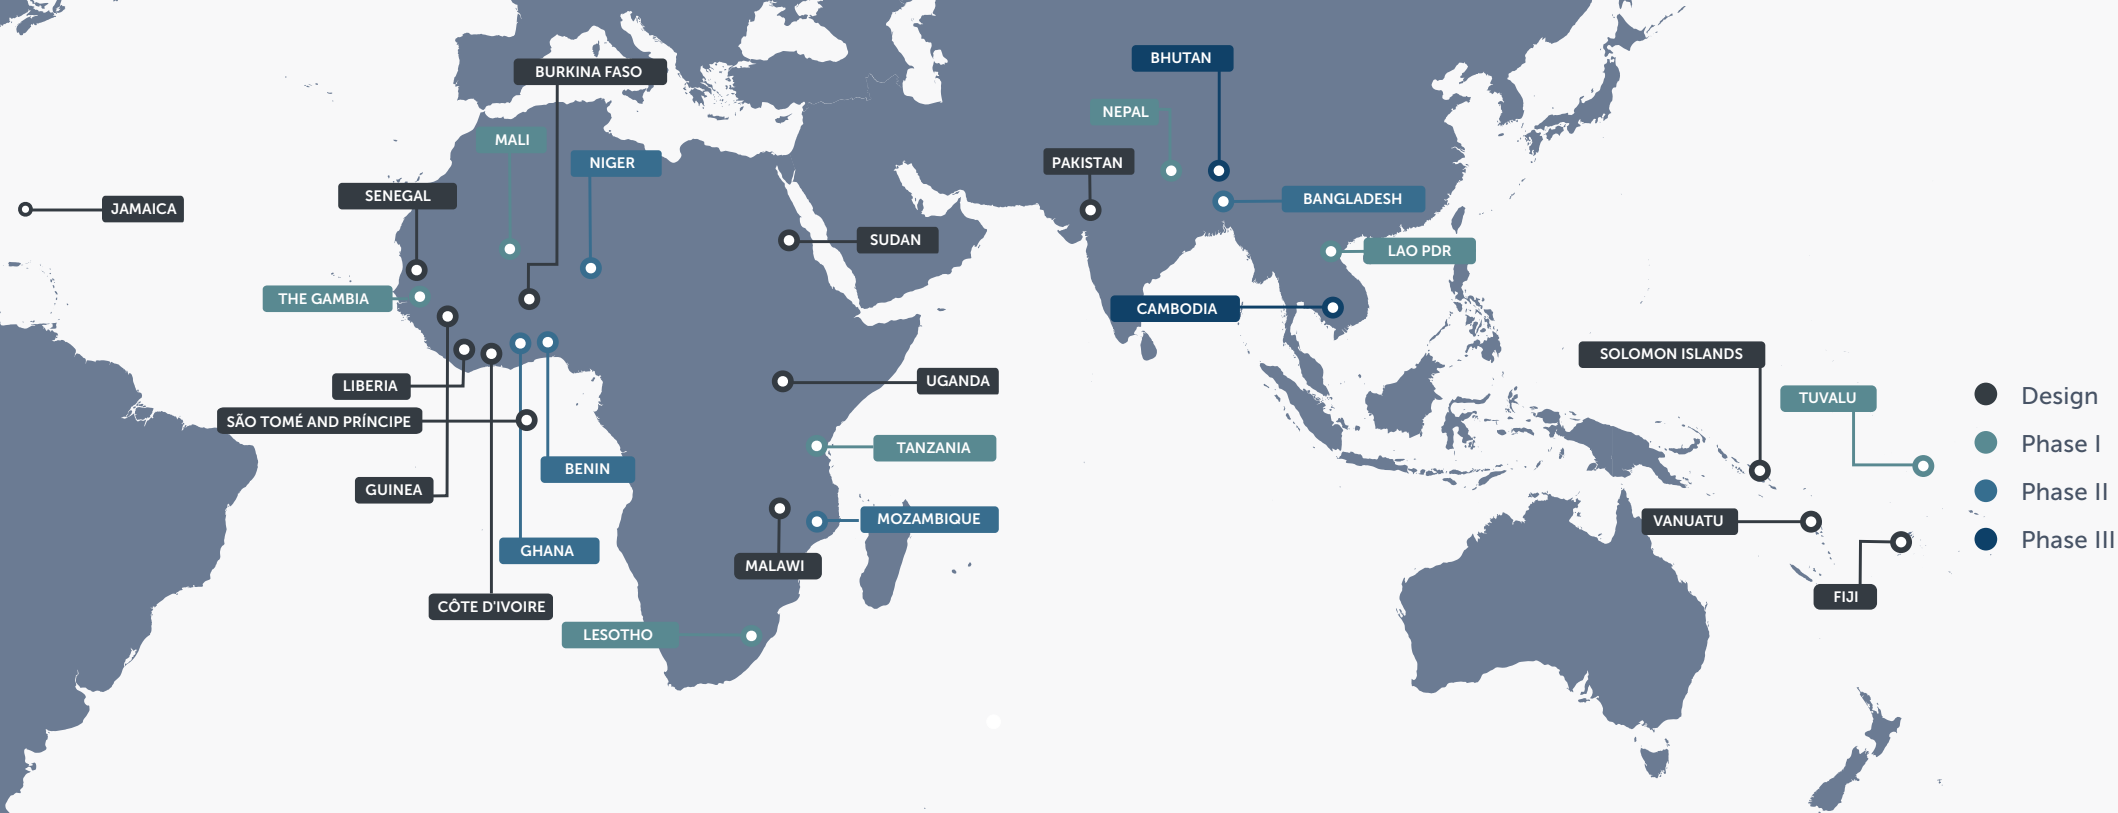 BHUTAN
BURKINA FASO
NEPAL
MALI
NIGER
PAKISTAN
SENEGAL
BANGLADESH
JAMAICA
SUDAN
LAO PDR
THE GAMBIA
CAMBODIA
SOLOMON ISLANDS
LIBERIA
UGANDA
TUVALU
Design
SÃO TOMÉ AND PRÍNCIPE
TANZANIA
Phase I
BENIN
GUINEA
Phase II
MOZAMBIQUE
VANUATU
Phase III
GHANA
MALAWI
FIJI
CÔTE D'IVOIRE
LESOTHO